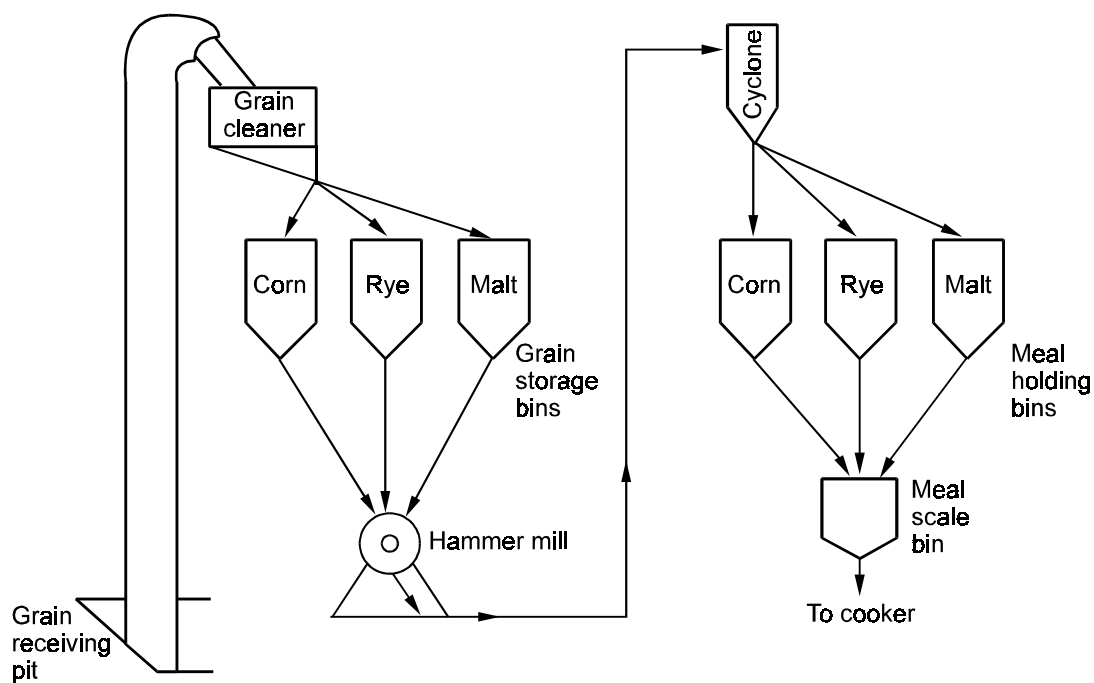 Grain
cleaner
Corn
Rye
Malt
Grain
storage
bins
Hammer mill
Grain
receiving
pit
Cyclone
Corn
Rye
Malt
Meal
holding
bins
Meal
scale
bin
To cooker